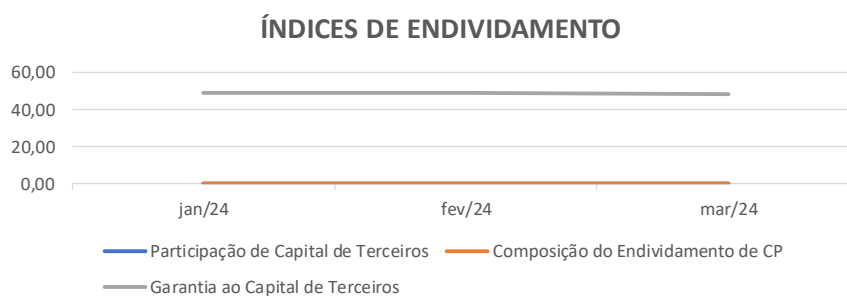 ÍNDICES DE ENDIVIDAMENTO
60,00
40,00
20,00
0,00
jan/24 fev/24 mar/24
Participação de Capital de Terceiros Composição do Endividamento de CP
Garantia ao Capital de Terceiros